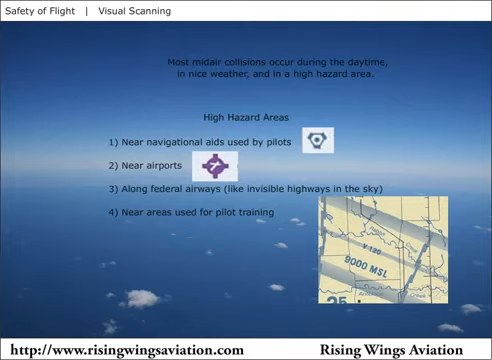 Safety of Flight | Visual Scanning
Most midair collisions occur during the daytime,
in nice weather, and in a high hazard area.
High Hazard Areas
1) Near navigational aids used by pilots
2) Near airports
3) Along federal airways (like invisible highways in the sky)
4) Near areas used for pilot training
V 130
9000 MSL
25
http://www.risingwingsaviation.com
Rising Wings Aviation